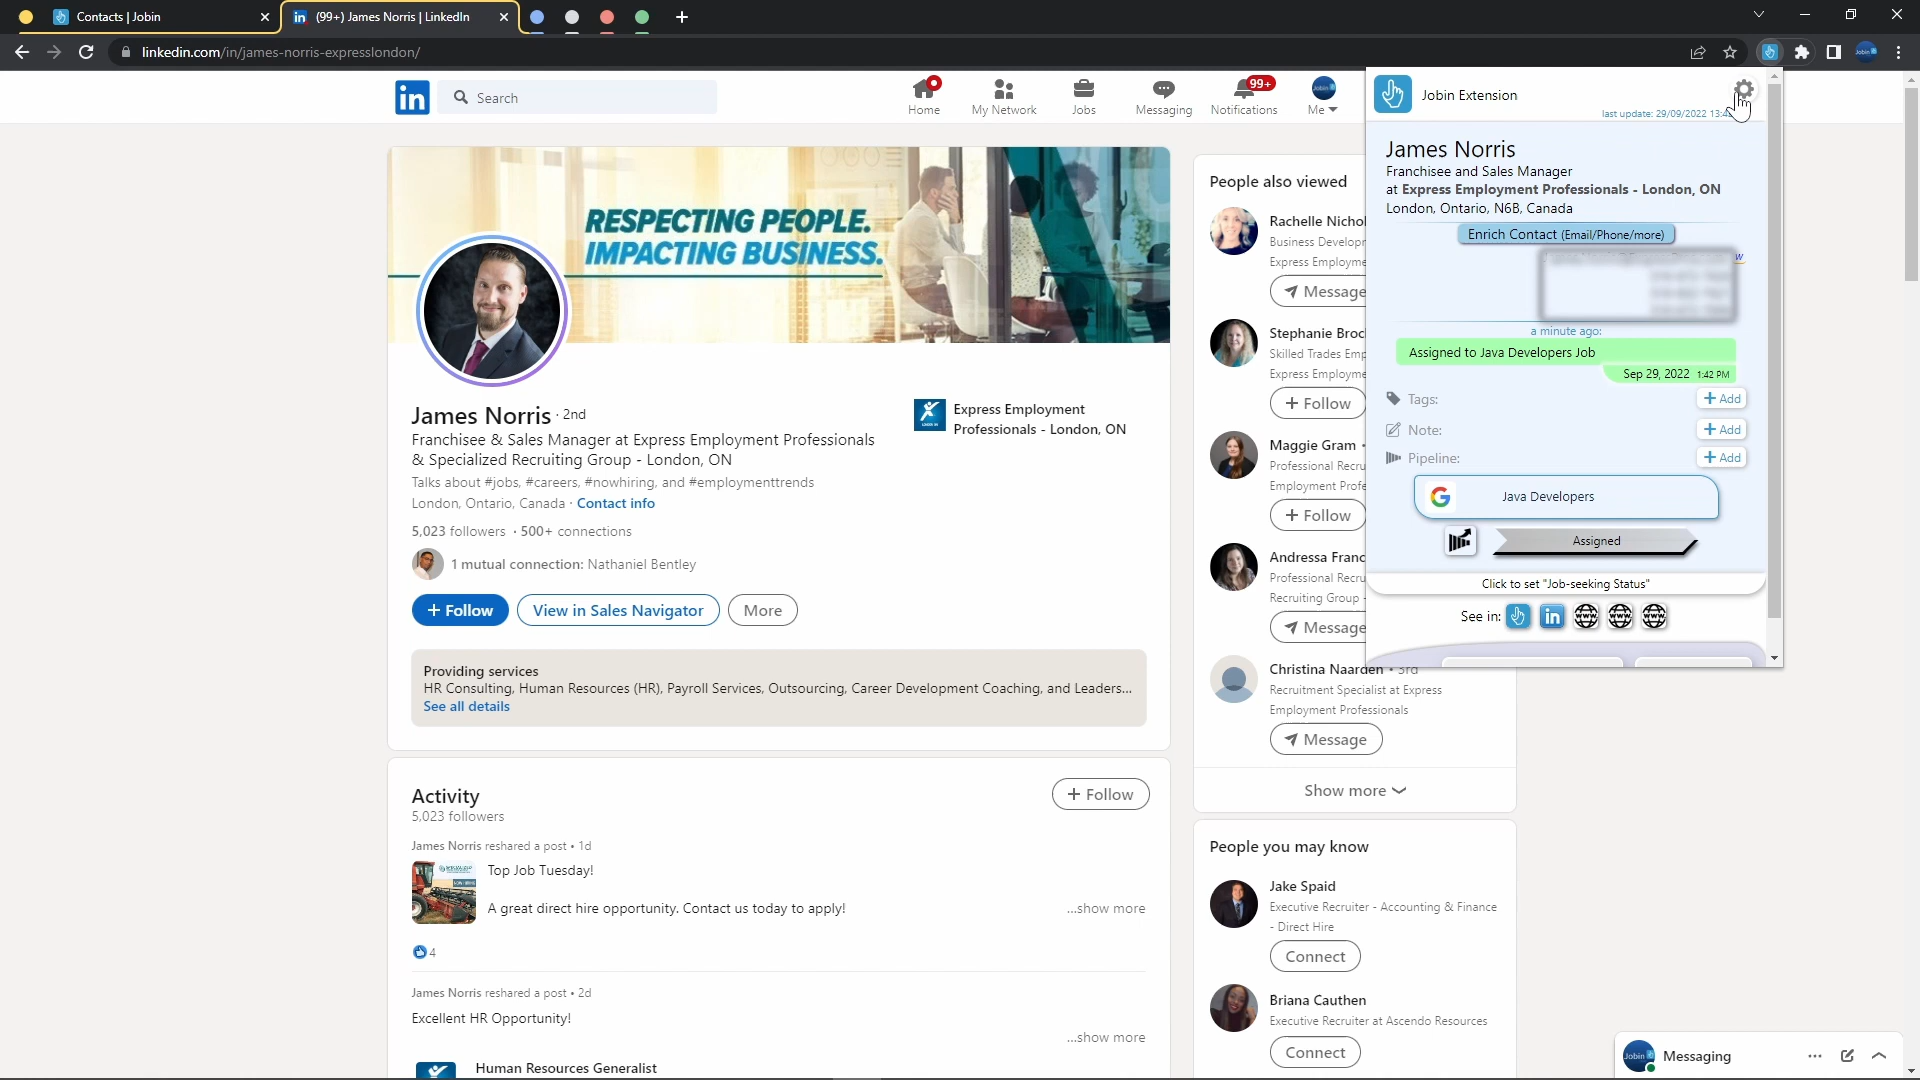 Contacts | Jobin
(99+) James Norris | LinkedIn
linkedin.com/in/james-norris-expresslondon/
Search
Home
My Network
Jobs
Messaging
99+
Notifications
Me
RESPECTING PEOPLE.
IMPACTING BUSINESS.
James Norris · 2nd
Franchisee & Sales Manager at Express Employment Professionals
& Specialized Recruiting Group - London, ON
Talks about #jobs, #careers, #nowhiring, and #employmenttrends
London, Ontario, Canada · Contact info
5,023 followers · 500+ connections
1 mutual connection: Nathaniel Bentley
Express Employment
Professionals - London, ON
+ Follow
View in Sales Navigator
More
Providing services
HR Consulting, Human Resources (HR), Payroll Services, Outsourcing, Career Development Coaching, and Leaders...
See all details
Activity
5,023 followers
+ Follow
James Norris reshared a post • 1d
Top Job Tuesday!
A great direct hire opportunity. Contact us today to apply!
...show more
4
James Norris reshared a post • 2d
Excellent HR Opportunity!
...show more
Human Resources Generalist
People also viewed
Rachelle Nichol
Business Developr
Express Employme
Message
Stephanie Broc
Skilled Trades Emp
Express Employme
+ Follow
Maggie Gram •
Professional Recru
Employment Profe
+ Follow
Andressa Franc
Professional Recru
Recruiting Group -
Message
Christina Naarden • 3rd
Recruitment Specialist at Express
Employment Professionals
Message
Show more
People you may know
Jake Spaid
Executive Recruiter - Accounting & Finance
- Direct Hire
Connect
Briana Cauthen
Executive Recruiter at Ascendo Resources
Connect
Jobin Extension
last update: 29/09/2022 13:42
James Norris
Franchisee and Sales Manager
at Express Employment Professionals - London, ON
London, Ontario, N6B, Canada
Enrich Contact (Email/Phone/more)
a minute ago:
Assigned to Java Developers Job
Sep 29, 2022 1:42 PM
Tags:
+ Add
Note:
+ Add
Pipeline:
+ Add
Java Developers
Assigned
Click to set "Job-seeking Status"
See in:
Messaging